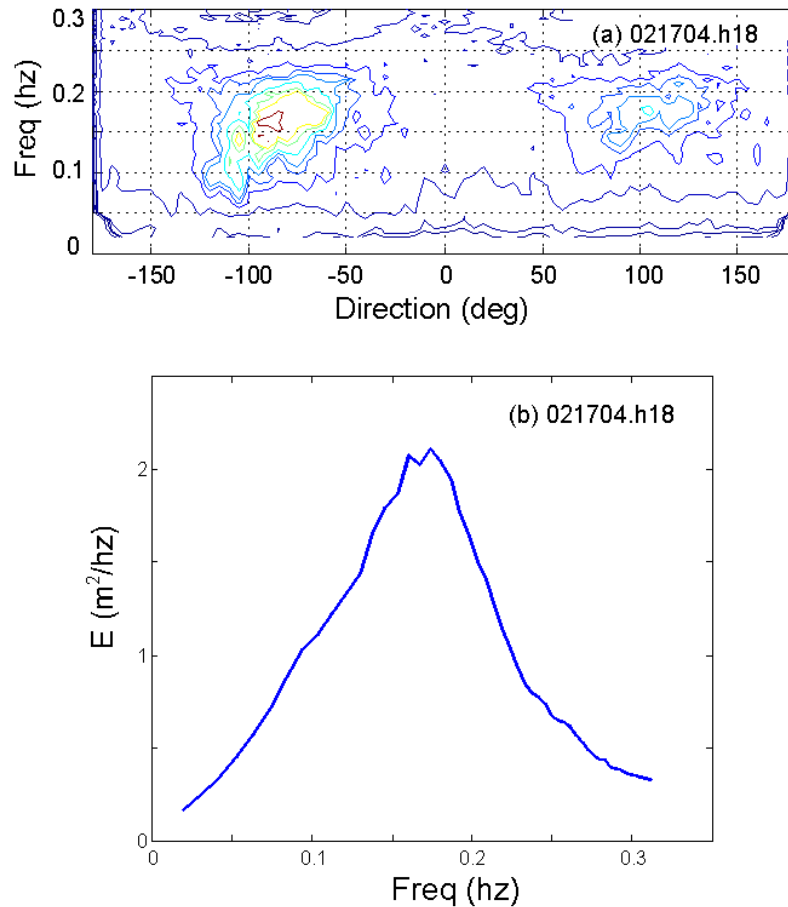 0.3
(a) 021704.h18
0.2
0.1
0
Freq (hz)
-150 -100 -50 0 50 100 150
Direction (deg)
(b) 021704.h18
2
1
0
E (m²/hz)
0 0.1 0.2 0.3
Freq (hz)